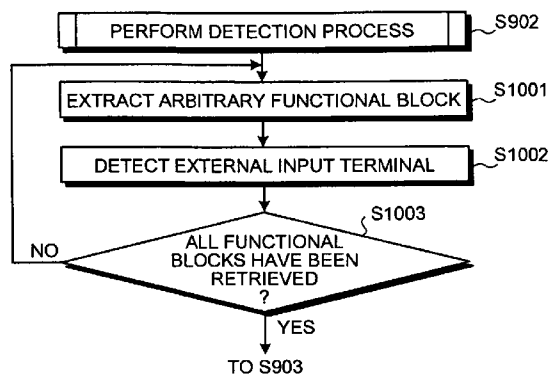 PERFORM DETECTION PROCESS
S902
EXTRACT ARBITRARY FUNCTIONAL BLOCK
S1001
DETECT EXTERNAL INPUT TERMINAL
S1002
S1003
ALL FUNCTIONAL
BLOCKS HAVE BEEN
RETRIEVED
?
NO
YES
TO S903